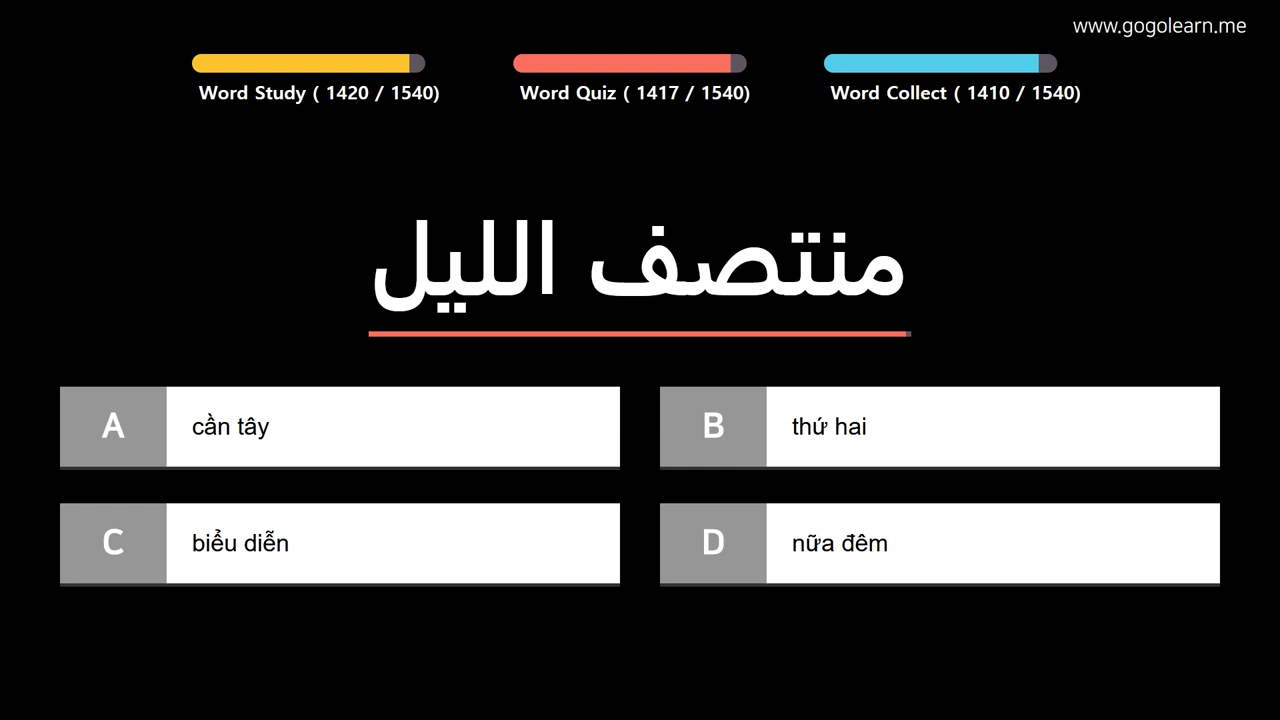 www.gogolearn.me
Word Study ( 1420 / 1540)
Word Quiz ( 1417 / 1540)
Word Collect ( 1410 / 1540)
منتصف الليل
A
cần tây
B
thứ hai
C
biểu diễn
D
nữa đêm